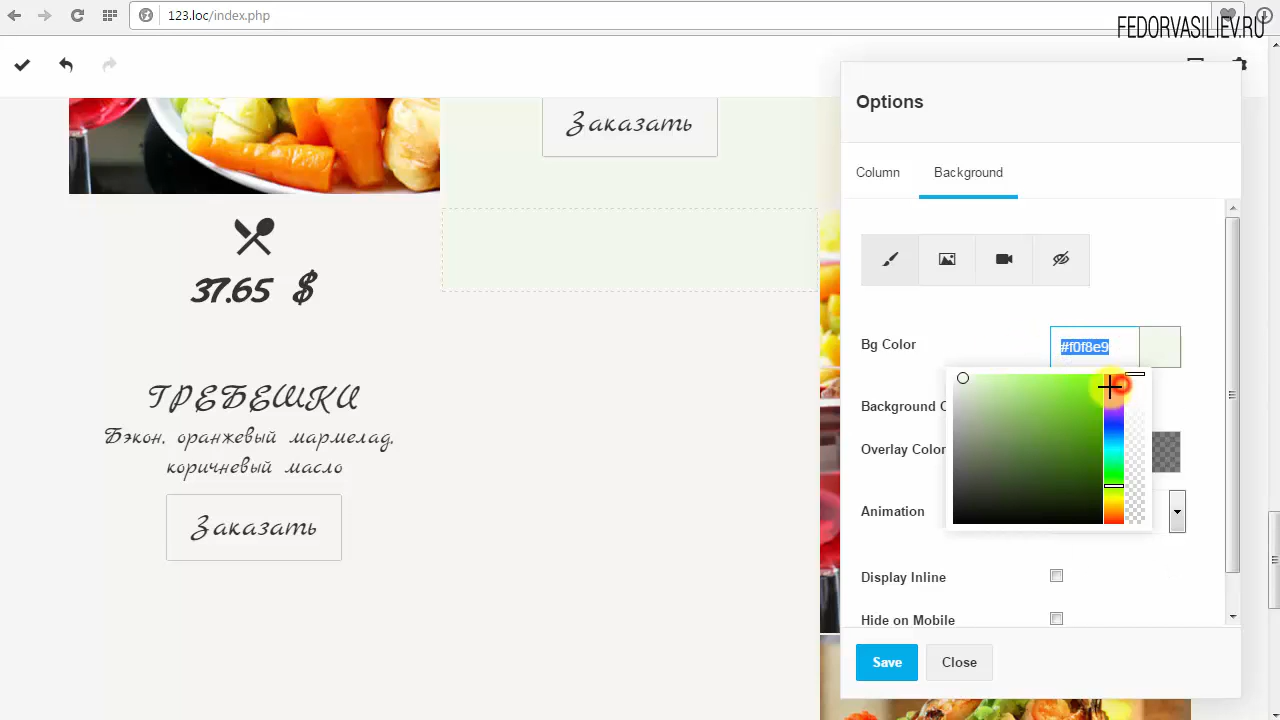 123.loc/index.php
FEDORVASILIEV.RU
Options
Column
Background
Заказать
37.65 $
ТРЕБЕШКИ
Бэкон, оранжевый мармелад,
коричневый масло
Заказать
Bg Color
#f0f8e9
Background C
Overlay Color
Animation
Display Inline
Hide on Mobile
Save
Close